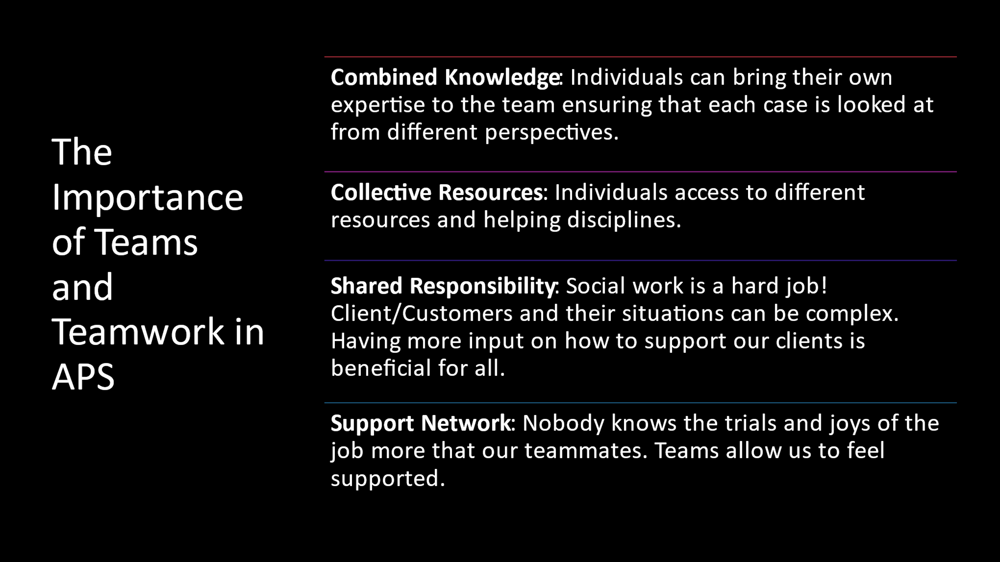 The
Importance
of Teams
and
Teamwork in
APS
Combined Knowledge: Individuals can bring their own
expertise to the team ensuring that each case is looked at
from different perspectives.
Collective Resources: Individuals access to different
resources and helping disciplines.
Shared Responsibility: Social work is a hard job!
Client/Customers and their situations can be complex.
Having more input on how to support our clients is
beneficial for all.
Support Network: Nobody knows the trials and joys of the
job more that our teammates. Teams allow us to feel
supported.